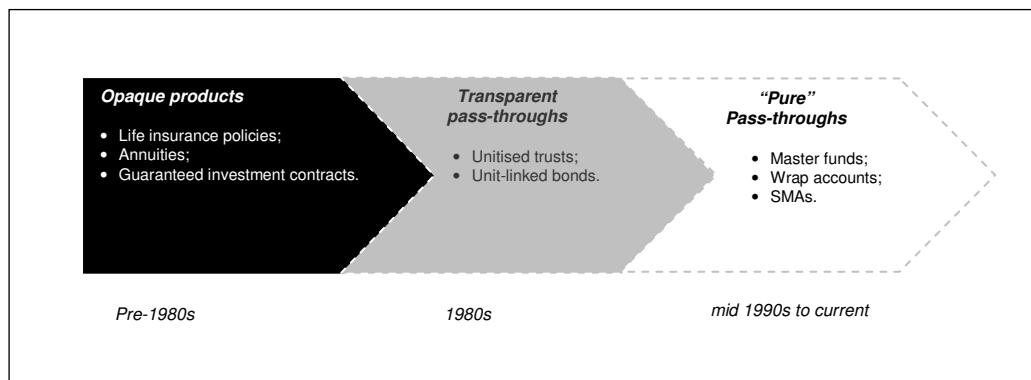 Opaque products
• Life insurance policies;
• Annuities;
• Guaranteed investment contracts.
Transparent
pass-throughs
• Unitised trusts;
• Unit-linked bonds.
“Pure”
Pass-throughs
• Master funds;
• Wrap accounts;
• SMAs.
Pre-1980s
1980s
mid 1990s to current